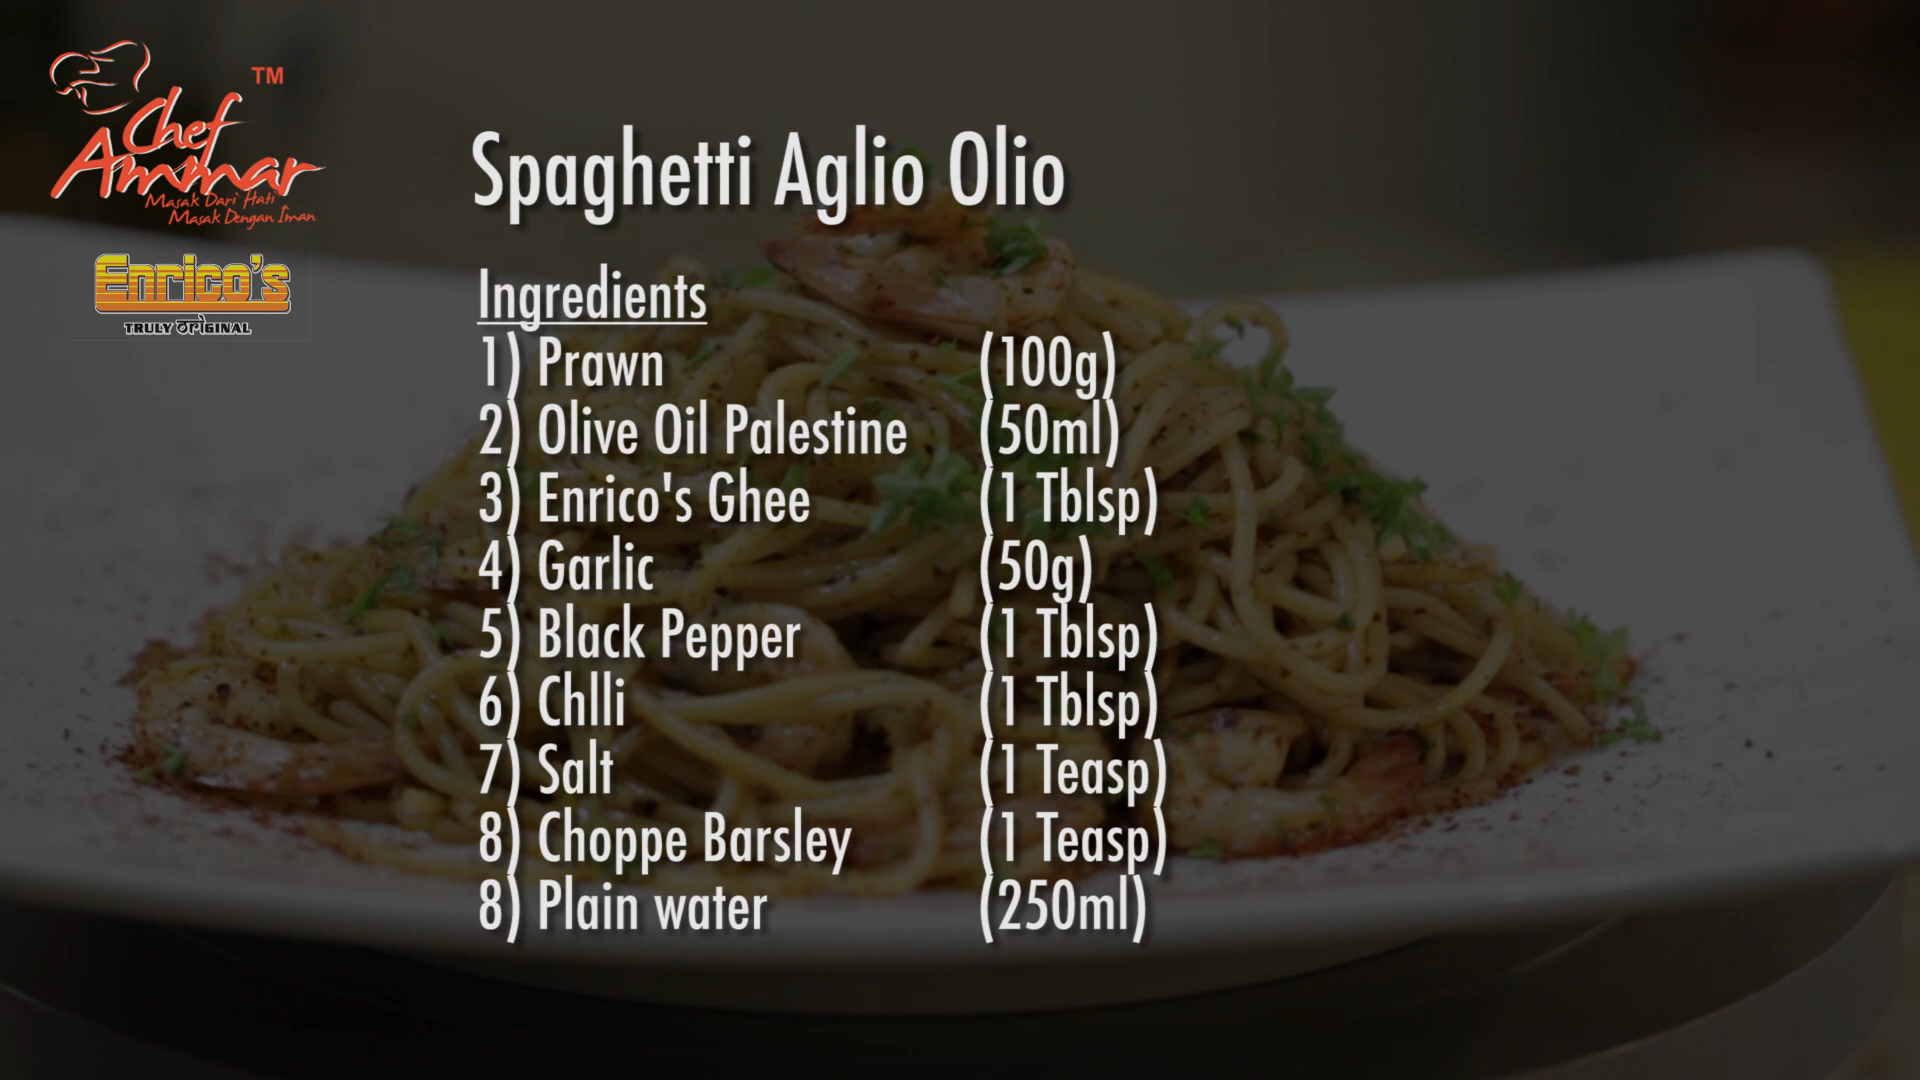 TM
Chef
Ammar
Masak Dari Hati
Masak Dengan Iman
Enrico's
TRULY ORIGINAL
Spaghetti Aglio Olio
Ingredients
1) Prawn (100g)
2) Olive Oil Palestine (50ml)
3) Enrico's Ghee (1 Tblsp)
4) Garlic (50g)
5) Black Pepper (1 Tblsp)
6) Chlli (1 Tblsp)
7) Salt (1 Teasp)
8) Choppe Barsley (1 Teasp)
8) Plain water (250ml)